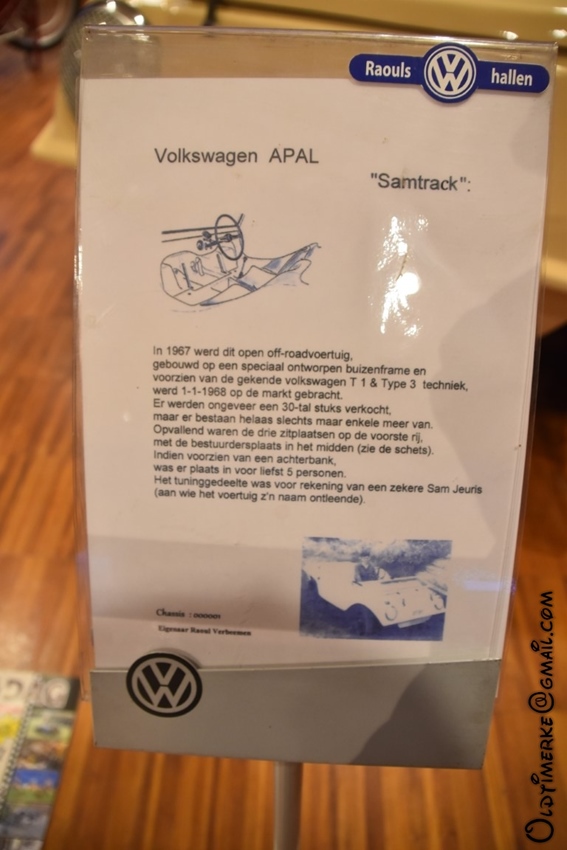 Raouls hallen
Volkswagen APAL
"Samtrack":
In 1967 werd dit open off-roadvoertuig,
gebouwd op een speciaal ontworpen buizenframe en
voorzien van de gekende volkswagen T 1 & Type 3 techniek,
werd 1-1-1968 op de markt gebracht.
Er werden ongeveer een 30-tal stuks verkocht,
maar er bestaan helaas slechts maar enkele meer van.
Opvallend waren de drie zitplaatsen op de voorste rij,
met de bestuurdersplaats in het midden (zie de schets).
Indien voorzien van een achterbank,
was er plaats in voor liefst 5 personen.
Het tuninggedeelte was voor rekening van een zekere Sam Jeuris
(aan wie het voertuig z'n naam ontleende).
Chassis : 000001
Eigenaar Raoul Verbeemen
Oldtimerke@gmail.com